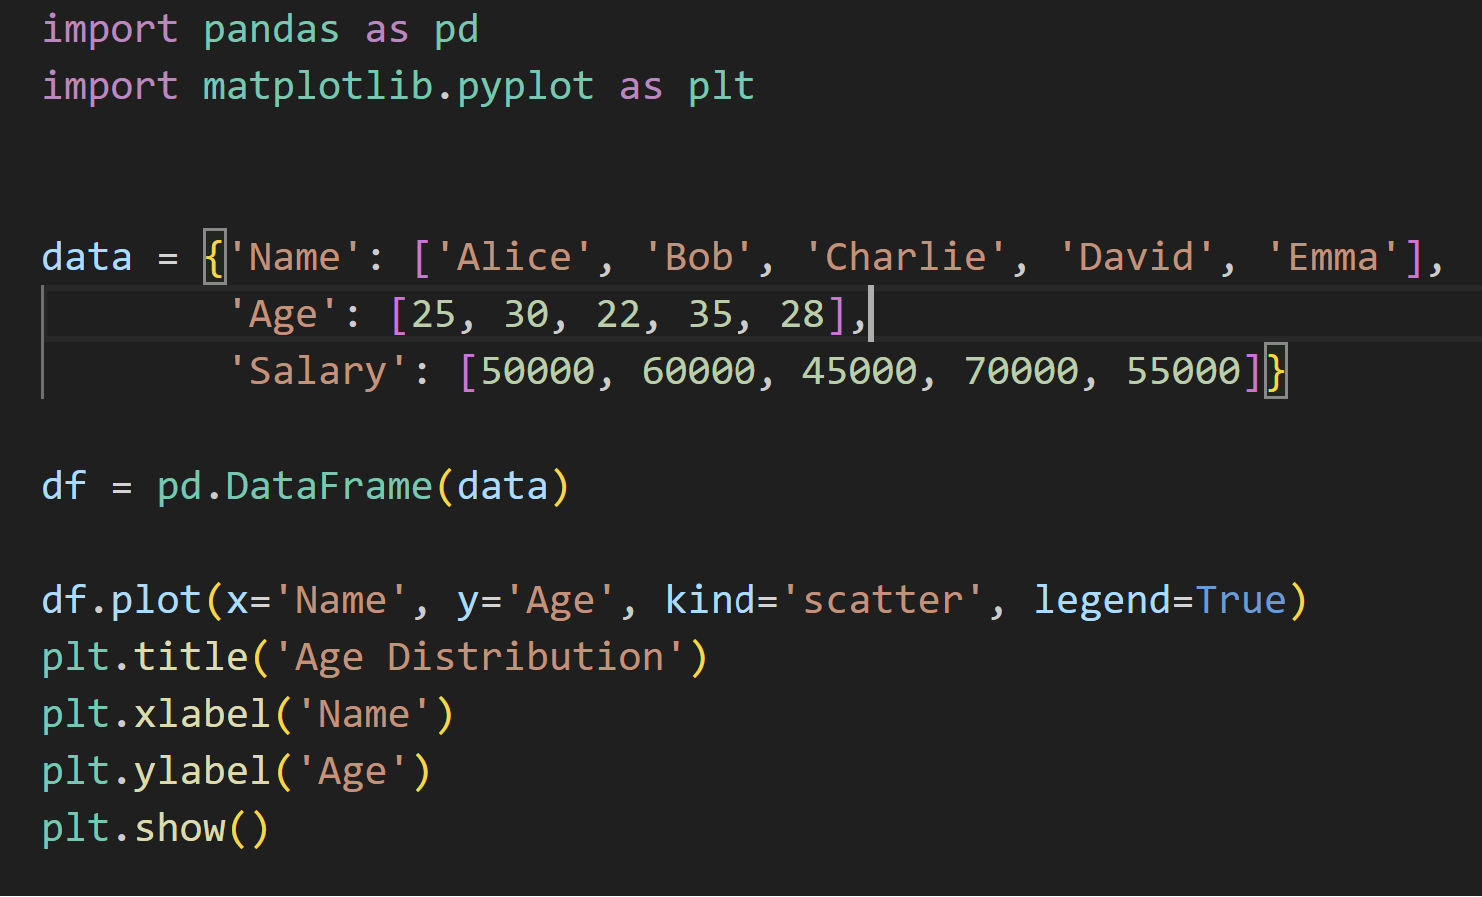 import pandas as pd
import matplotlib.pyplot as plt
data = {'Name': ['Alice', 'Bob', 'Charlie', 'David', 'Emma'],
        'Age': [25, 30, 22, 35, 28],
        'Salary': [50000, 60000, 45000, 70000, 55000]}
df = pd.DataFrame(data)
df.plot(x='Name', y='Age', kind='scatter', legend=True)
plt.title('Age Distribution')
plt.xlabel('Name')
plt.ylabel('Age')
plt.show()